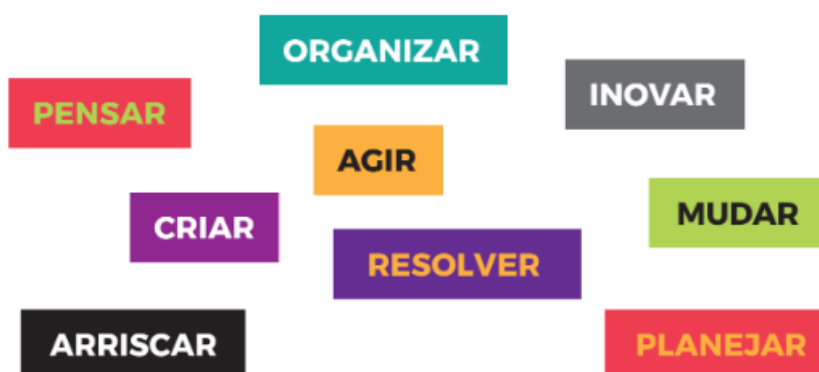 ORGANIZAR
INOVAR
PENSAR
AGIR
MUDAR
CRIAR
RESOLVER
ARRISCAR
PLANEJAR